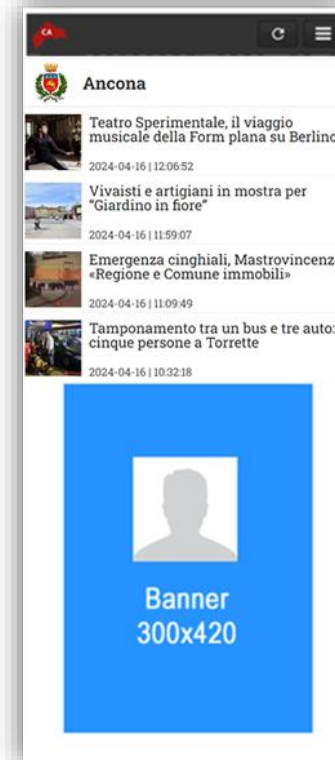 CA
Ancona
Teatro Sperimentale, il viaggio
musicale della Form plana su Berlino
2024-04-16 | 12:06:52
Vivaisti e artigiani in mostra per
"Giardino in fiore"
2024-04-16 | 11:59:07
Emergenza cinghiali, Mastrovincenz
«Regione e Comune immobili»
2024-04-16 | 11:09:49
Tamponamento tra un bus e tre auto:
cinque persone a Torrette
2024-04-16 | 10:32:18
Banner
300x420